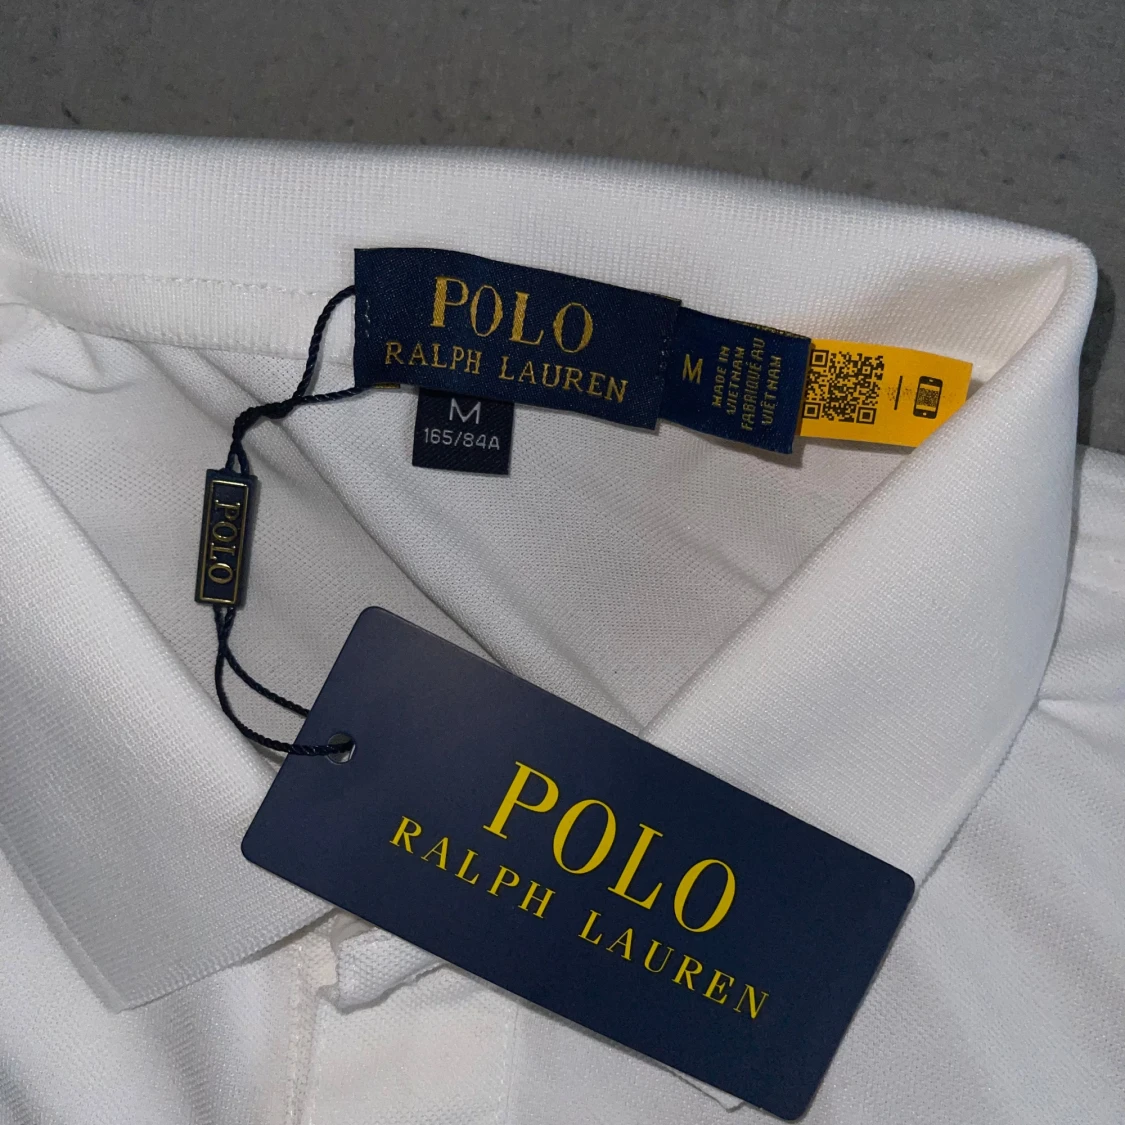 POLO
RALPH LAUREN
M
MADE IN
VIETNAM
FABRIQUÉ AU
VIETNAM
M
165/84A
POLO
POLO
RALPH LAUREN